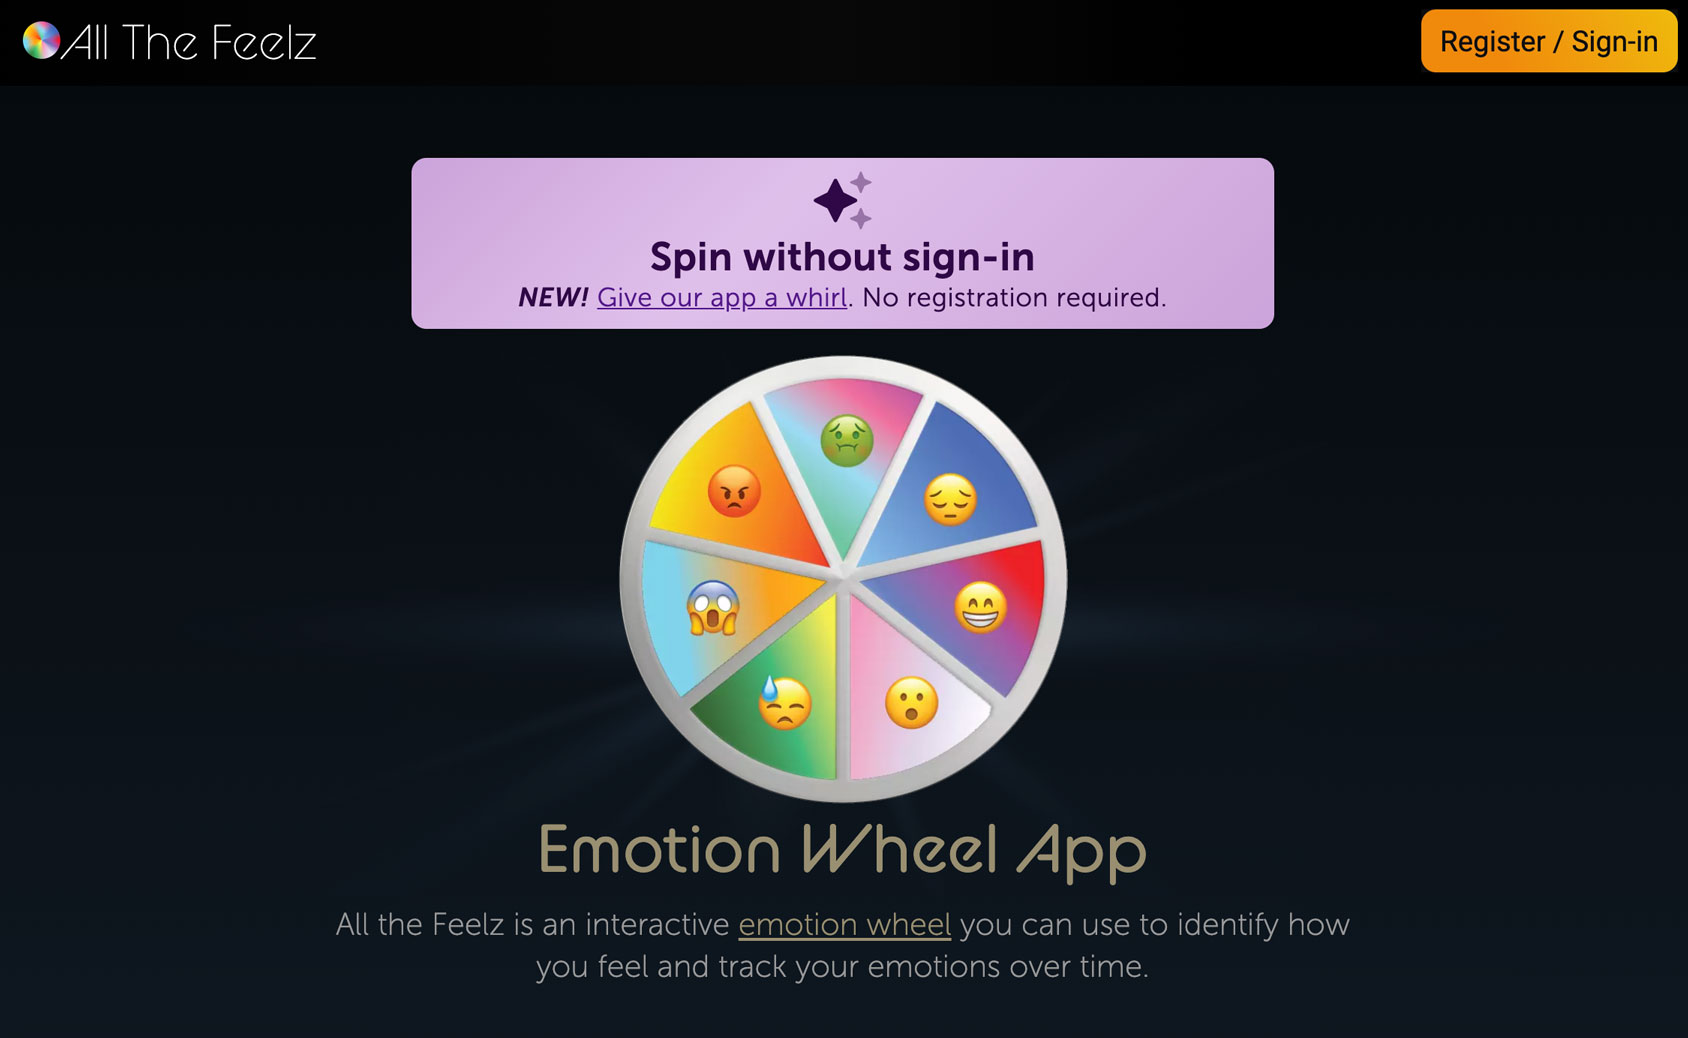 All The Feelz
Register / Sign-in
Spin without sign-in
NEW! Give our app a whirl. No registration required.
Emotion Wheel App
All the Feelz is an interactive emotion wheel you can use to identify how
you feel and track your emotions over time.